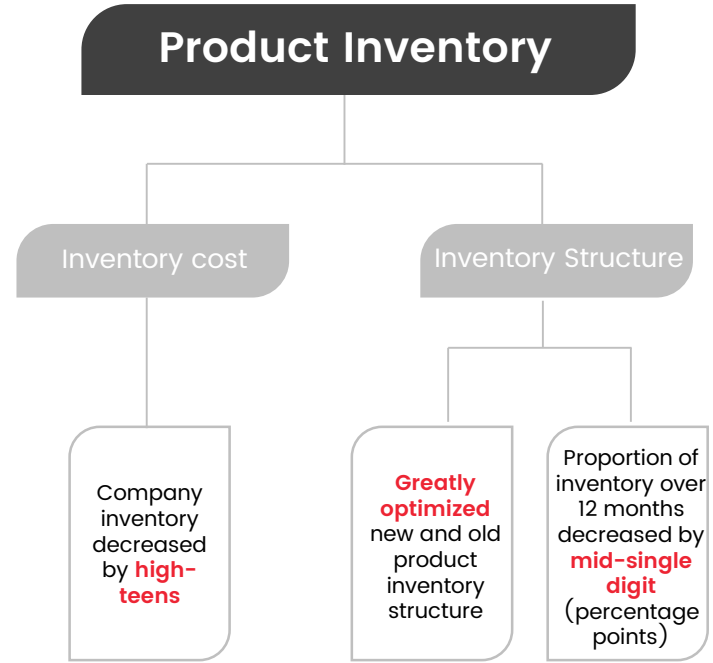 Product Inventory
Inventory cost
Inventory Structure
Company
inventory
decreased
by high-
teens
Greatly
optimized
new and old
product
inventory
structure
Proportion of
inventory over
12 months
decreased by
mid-single
digit
(percentage
points)